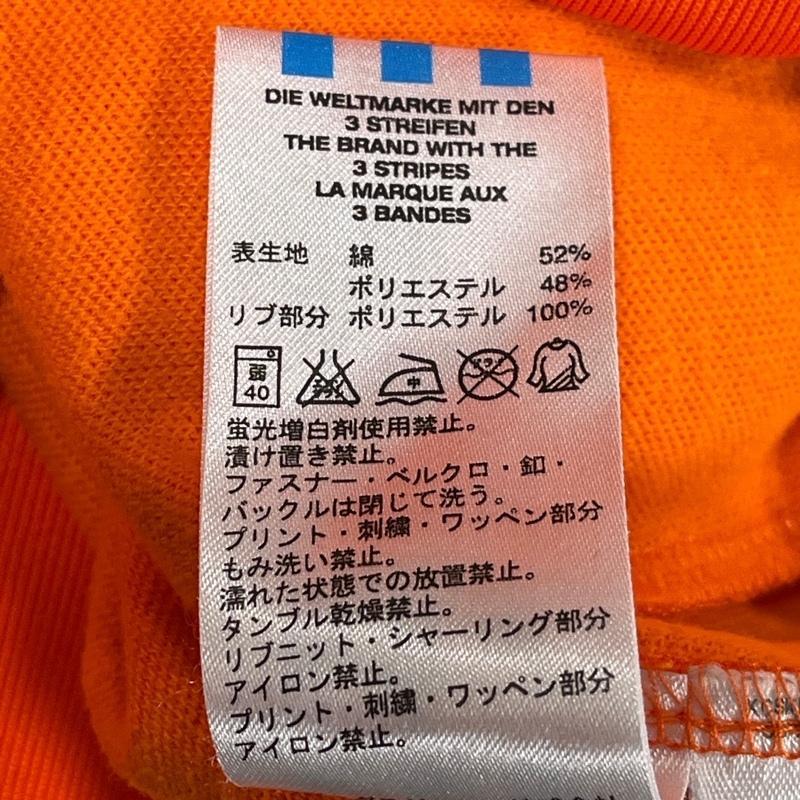 DIE WELTMARKE MIT DEN
3 STREIFEN
THE BRAND WITH THE
3 STRIPES
LA MARQUE AUX
3 BANDES
表生地 綿 52%
ポリエステル 48%
リブ部分 ポリエステル 100%
弱 中
40
蛍光増白剤使用禁止。
漬け置き禁止。
ファスナー・ベルクロ・釦・
バックルは閉じて洗う。
プリント・刺繍・ワッペン部分
もみ洗い禁止。
濡れた状態での放置禁止。
タンブル乾燥禁止。
リブニット・シャーリング部分
アイロン禁止。
プリント・刺繍・ワッペン部分
アイロン禁止。